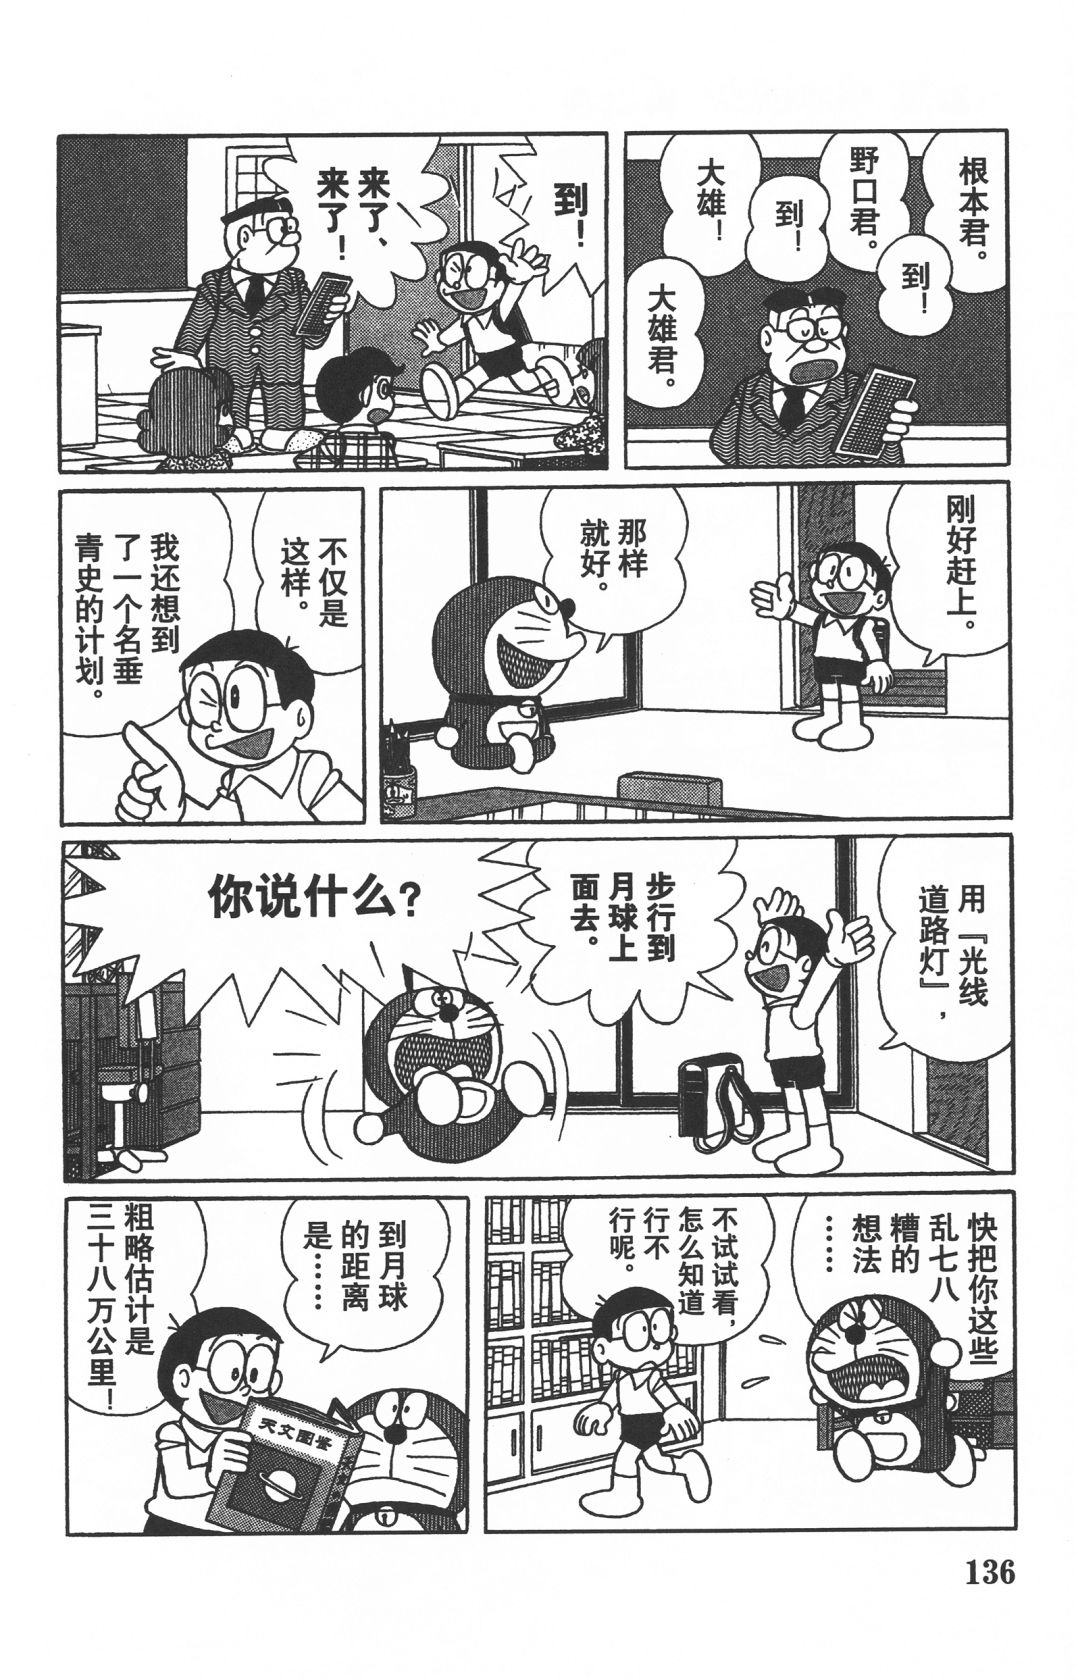 根本君。
到！
野口君。
到！
大雄！
大雄君。
到！
来了、
来了！
刚好赶上。
那样
就好。
不仅是
这样。
我还想到
了一个名垂
青史的计划。
用『光线
道路灯』，
步行到
月球上
面去。
你说什么？
快把你这些
乱七八
糟的
想法
……
不试试看，
怎么知道
行不
行呢。
到月球
的距离
是……
粗略估计是
三十八万公里！
天文图鉴
136